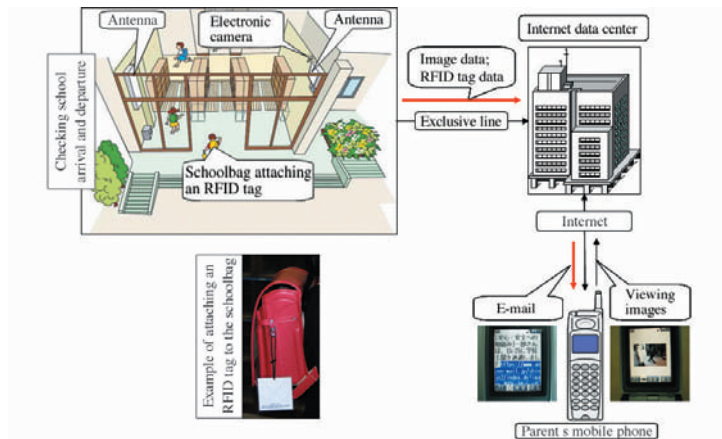 Antenna
Electronic
camera
Antenna
Internet data center
Image data;
RFID tag data
Exclusive line
Checking school
arrival and departure
Schoolbag attaching
an RFID tag
Internet
Example of attaching an
RFID tag to the schoolbag
E-mail
Viewing
images
Parent s mobile phone